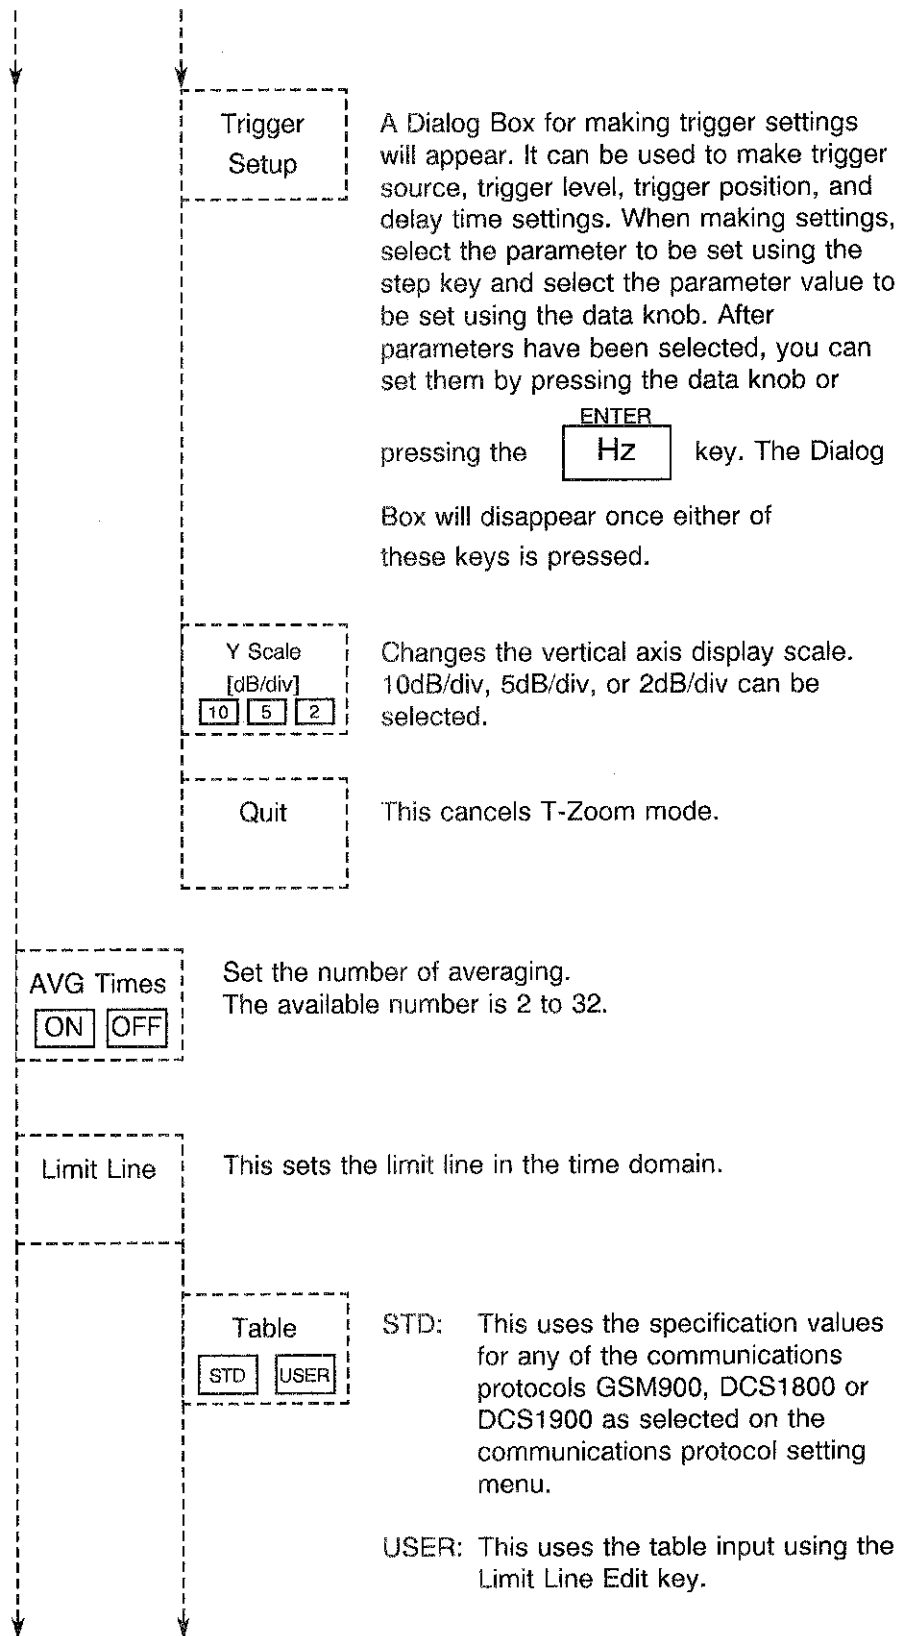 Trigger
Setup
A Dialog Box for making trigger settings
will appear. It can be used to make trigger
source, trigger level, trigger position, and
delay time settings. When making settings,
select the parameter to be set using the
step key and select the parameter value to
be set using the data knob. After
parameters have been selected, you can
set them by pressing the data knob or
ENTER
pressing the Hz key. The Dialog
Box will disappear once either of
these keys is pressed.
Y Scale
[dB/div]
10 5 2
Changes the vertical axis display scale.
10dB/div, 5dB/div, or 2dB/div can be
selected.
Quit
This cancels T-Zoom mode.
AVG Times
ON OFF
Set the number of averaging.
The available number is 2 to 32.
Limit Line
This sets the limit line in the time domain.
Table
STD USER
STD: This uses the specification values
for any of the communications
protocols GSM900, DCS1800 or
DCS1900 as selected on the
communications protocol setting
menu.
USER: This uses the table input using the
Limit Line Edit key.